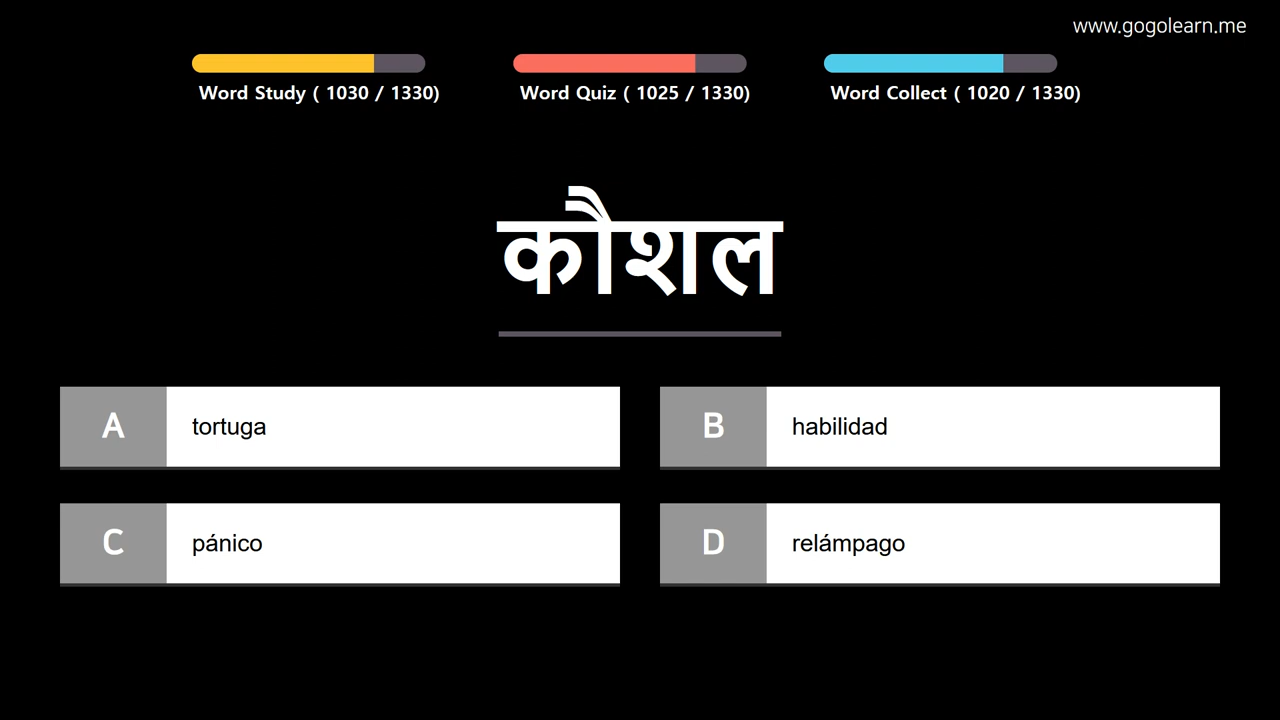 www.gogolearn.me
Word Study ( 1030 / 1330)
Word Quiz ( 1025 / 1330)
Word Collect ( 1020 / 1330)
कौशल
A tortuga
B habilidad
C pánico
D relámpago